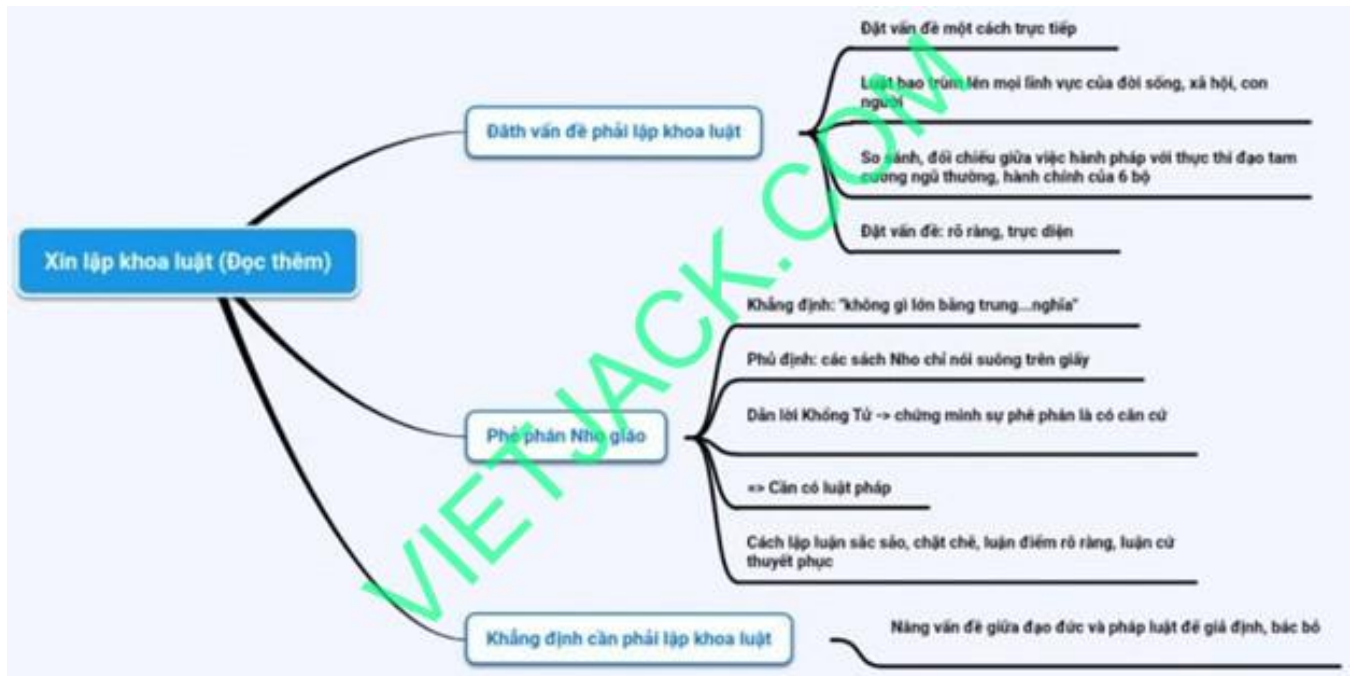 Xin lập khoa luật (Đọc thêm)
Đăth vấn đề phải lập khoa luật
Đặt vấn đề một cách trực tiếp
Luật bao trùm lên mọi lĩnh vực của đời sống, xã hội, con
người
So sánh, đối chiếu giữa việc hành pháp với thực thi đạo tam
cương ngũ thường, hành chính của 6 bộ
Đặt vấn đề: rõ ràng, trực diện
Phê phán Nho giáo
Khẳng định: "không gì lớn bằng trung...nghĩa"
Phủ định: các sách Nho chỉ nói suông trên giấy
Dẫn lời Khổng Tử -> chứng minh sự phê phán là có căn cứ
=> Cần có luật pháp
Cách lập luận sắc sảo, chặt chẽ, luận điểm rõ ràng, luận cứ
thuyết phục
Khẳng định cần phải lập khoa luật
Nâng vấn đề giữa đạo đức và pháp luật để giả định, bác bỏ
VIETJACK.COM